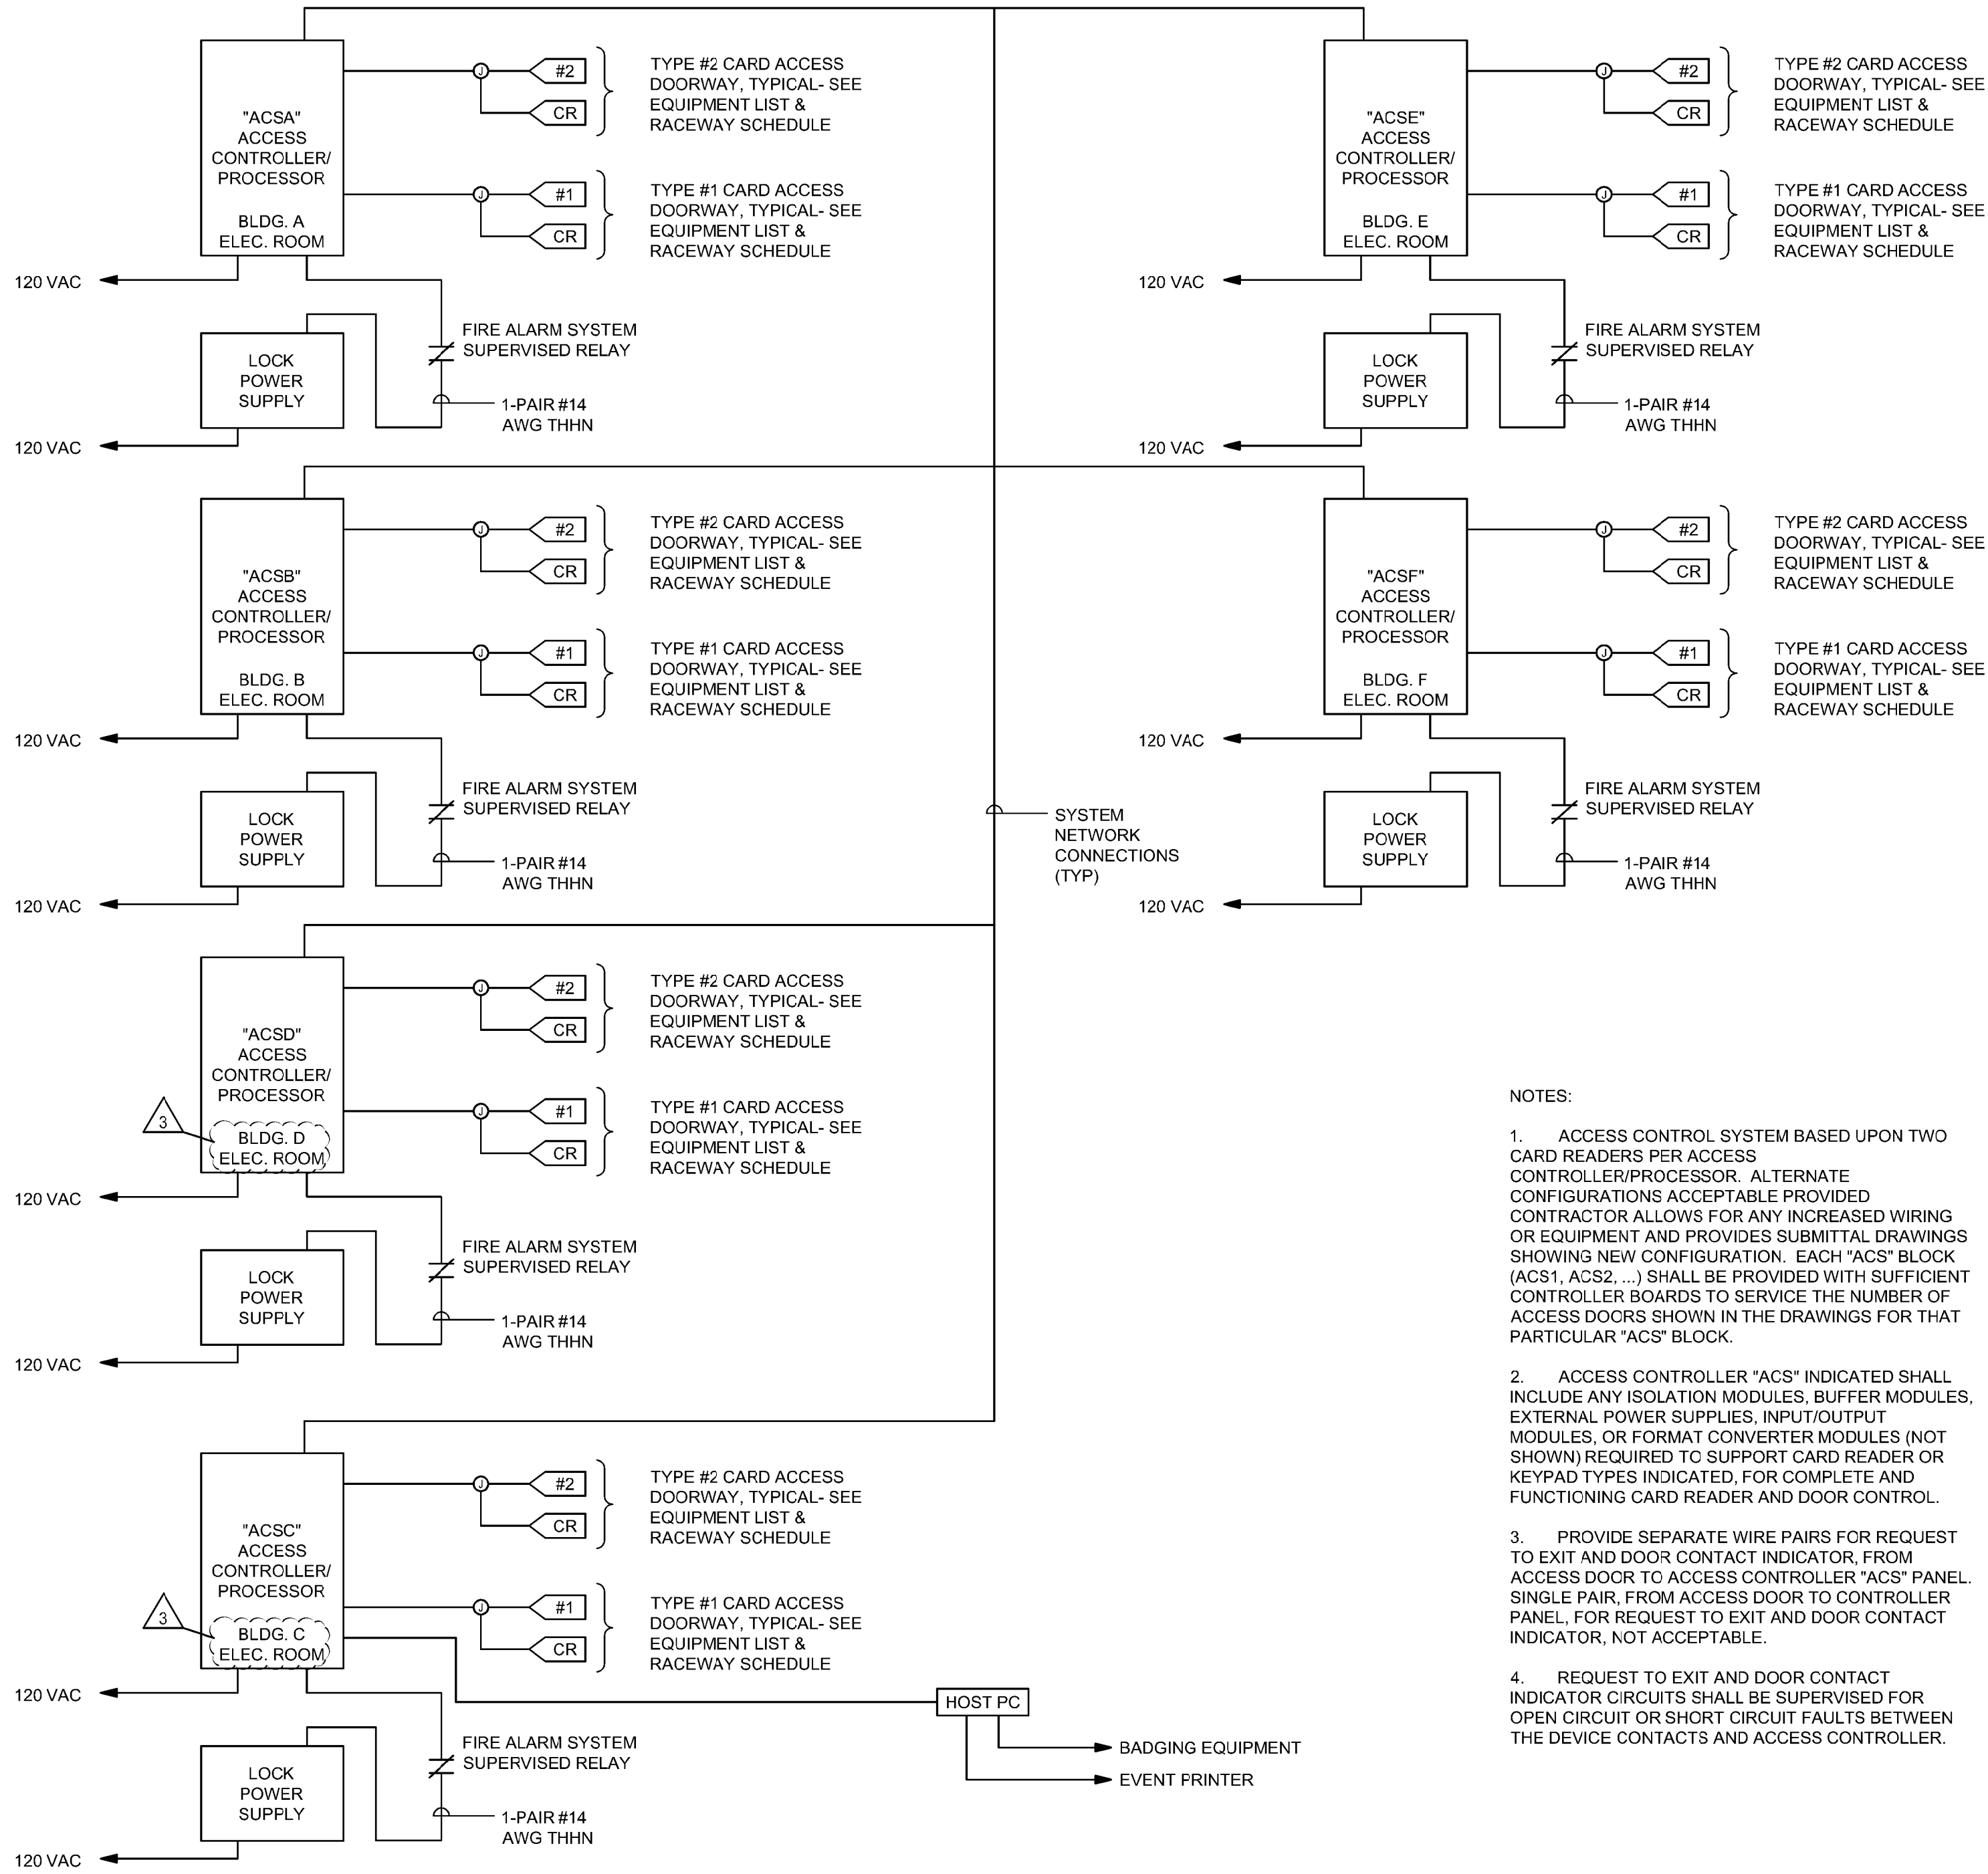 "ACSA"
ACCESS
CONTROLLER/
PROCESSOR
BLDG. A
ELEC. ROOM
J
#2
CR
TYPE #2 CARD ACCESS
DOORWAY, TYPICAL- SEE
EQUIPMENT LIST &
RACEWAY SCHEDULE
J
#1
CR
TYPE #1 CARD ACCESS
DOORWAY, TYPICAL- SEE
EQUIPMENT LIST &
RACEWAY SCHEDULE
120 VAC
FIRE ALARM SYSTEM
SUPERVISED RELAY
LOCK
POWER
SUPPLY
1-PAIR #14
AWG THHN
120 VAC
"ACSE"
ACCESS
CONTROLLER/
PROCESSOR
BLDG. E
ELEC. ROOM
J
#2
CR
TYPE #2 CARD ACCESS
DOORWAY, TYPICAL- SEE
EQUIPMENT LIST &
RACEWAY SCHEDULE
J
#1
CR
TYPE #1 CARD ACCESS
DOORWAY, TYPICAL- SEE
EQUIPMENT LIST &
RACEWAY SCHEDULE
120 VAC
FIRE ALARM SYSTEM
SUPERVISED RELAY
LOCK
POWER
SUPPLY
1-PAIR #14
AWG THHN
120 VAC
"ACSB"
ACCESS
CONTROLLER/
PROCESSOR
BLDG. B
ELEC. ROOM
J
#2
CR
TYPE #2 CARD ACCESS
DOORWAY, TYPICAL- SEE
EQUIPMENT LIST &
RACEWAY SCHEDULE
J
#1
CR
TYPE #1 CARD ACCESS
DOORWAY, TYPICAL- SEE
EQUIPMENT LIST &
RACEWAY SCHEDULE
120 VAC
FIRE ALARM SYSTEM
SUPERVISED RELAY
LOCK
POWER
SUPPLY
1-PAIR #14
AWG THHN
120 VAC
SYSTEM
NETWORK
CONNECTIONS
(TYP)
"ACSF"
ACCESS
CONTROLLER/
PROCESSOR
BLDG. F
ELEC. ROOM
J
#2
CR
TYPE #2 CARD ACCESS
DOORWAY, TYPICAL- SEE
EQUIPMENT LIST &
RACEWAY SCHEDULE
J
#1
CR
TYPE #1 CARD ACCESS
DOORWAY, TYPICAL- SEE
EQUIPMENT LIST &
RACEWAY SCHEDULE
120 VAC
FIRE ALARM SYSTEM
SUPERVISED RELAY
LOCK
POWER
SUPPLY
1-PAIR #14
AWG THHN
120 VAC
"ACSD"
ACCESS
CONTROLLER/
PROCESSOR
3
BLDG. D
ELEC. ROOM
J
#2
CR
TYPE #2 CARD ACCESS
DOORWAY, TYPICAL- SEE
EQUIPMENT LIST &
RACEWAY SCHEDULE
J
#1
CR
TYPE #1 CARD ACCESS
DOORWAY, TYPICAL- SEE
EQUIPMENT LIST &
RACEWAY SCHEDULE
120 VAC
FIRE ALARM SYSTEM
SUPERVISED RELAY
LOCK
POWER
SUPPLY
1-PAIR #14
AWG THHN
120 VAC
"ACSC"
ACCESS
CONTROLLER/
PROCESSOR
3
BLDG. C
ELEC. ROOM
J
#2
CR
TYPE #2 CARD ACCESS
DOORWAY, TYPICAL- SEE
EQUIPMENT LIST &
RACEWAY SCHEDULE
J
#1
CR
TYPE #1 CARD ACCESS
DOORWAY, TYPICAL- SEE
EQUIPMENT LIST &
RACEWAY SCHEDULE
120 VAC
FIRE ALARM SYSTEM
SUPERVISED RELAY
LOCK
POWER
SUPPLY
1-PAIR #14
AWG THHN
120 VAC
HOST PC
BADGING EQUIPMENT
EVENT PRINTER
NOTES:
1. ACCESS CONTROL SYSTEM BASED UPON TWO
CARD READERS PER ACCESS
CONTROLLER/PROCESSOR. ALTERNATE
CONFIGURATIONS ACCEPTABLE PROVIDED
CONTRACTOR ALLOWS FOR ANY INCREASED WIRING
OR EQUIPMENT AND PROVIDES SUBMITTAL DRAWINGS
SHOWING NEW CONFIGURATION. EACH "ACS" BLOCK
(ACS1, ACS2, ...) SHALL BE PROVIDED WITH SUFFICIENT
CONTROLLER BOARDS TO SERVICE THE NUMBER OF
ACCESS DOORS SHOWN IN THE DRAWINGS FOR THAT
PARTICULAR "ACS" BLOCK.
2. ACCESS CONTROLLER "ACS" INDICATED SHALL
INCLUDE ANY ISOLATION MODULES, BUFFER MODULES,
EXTERNAL POWER SUPPLIES, INPUT/OUTPUT
MODULES, OR FORMAT CONVERTER MODULES (NOT
SHOWN) REQUIRED TO SUPPORT CARD READER OR
KEYPAD TYPES INDICATED, FOR COMPLETE AND
FUNCTIONING CARD READER AND DOOR CONTROL.
3. PROVIDE SEPARATE WIRE PAIRS FOR REQUEST
TO EXIT AND DOOR CONTACT INDICATOR, FROM
ACCESS DOOR TO ACCESS CONTROLLER "ACS" PANEL.
SINGLE PAIR, FROM ACCESS DOOR TO CONTROLLER
PANEL, FOR REQUEST TO EXIT AND DOOR CONTACT
INDICATOR, NOT ACCEPTABLE.
4. REQUEST TO EXIT AND DOOR CONTACT
INDICATOR CIRCUITS SHALL BE SUPERVISED FOR
OPEN CIRCUIT OR SHORT CIRCUIT FAULTS BETWEEN
THE DEVICE CONTACTS AND ACCESS CONTROLLER.